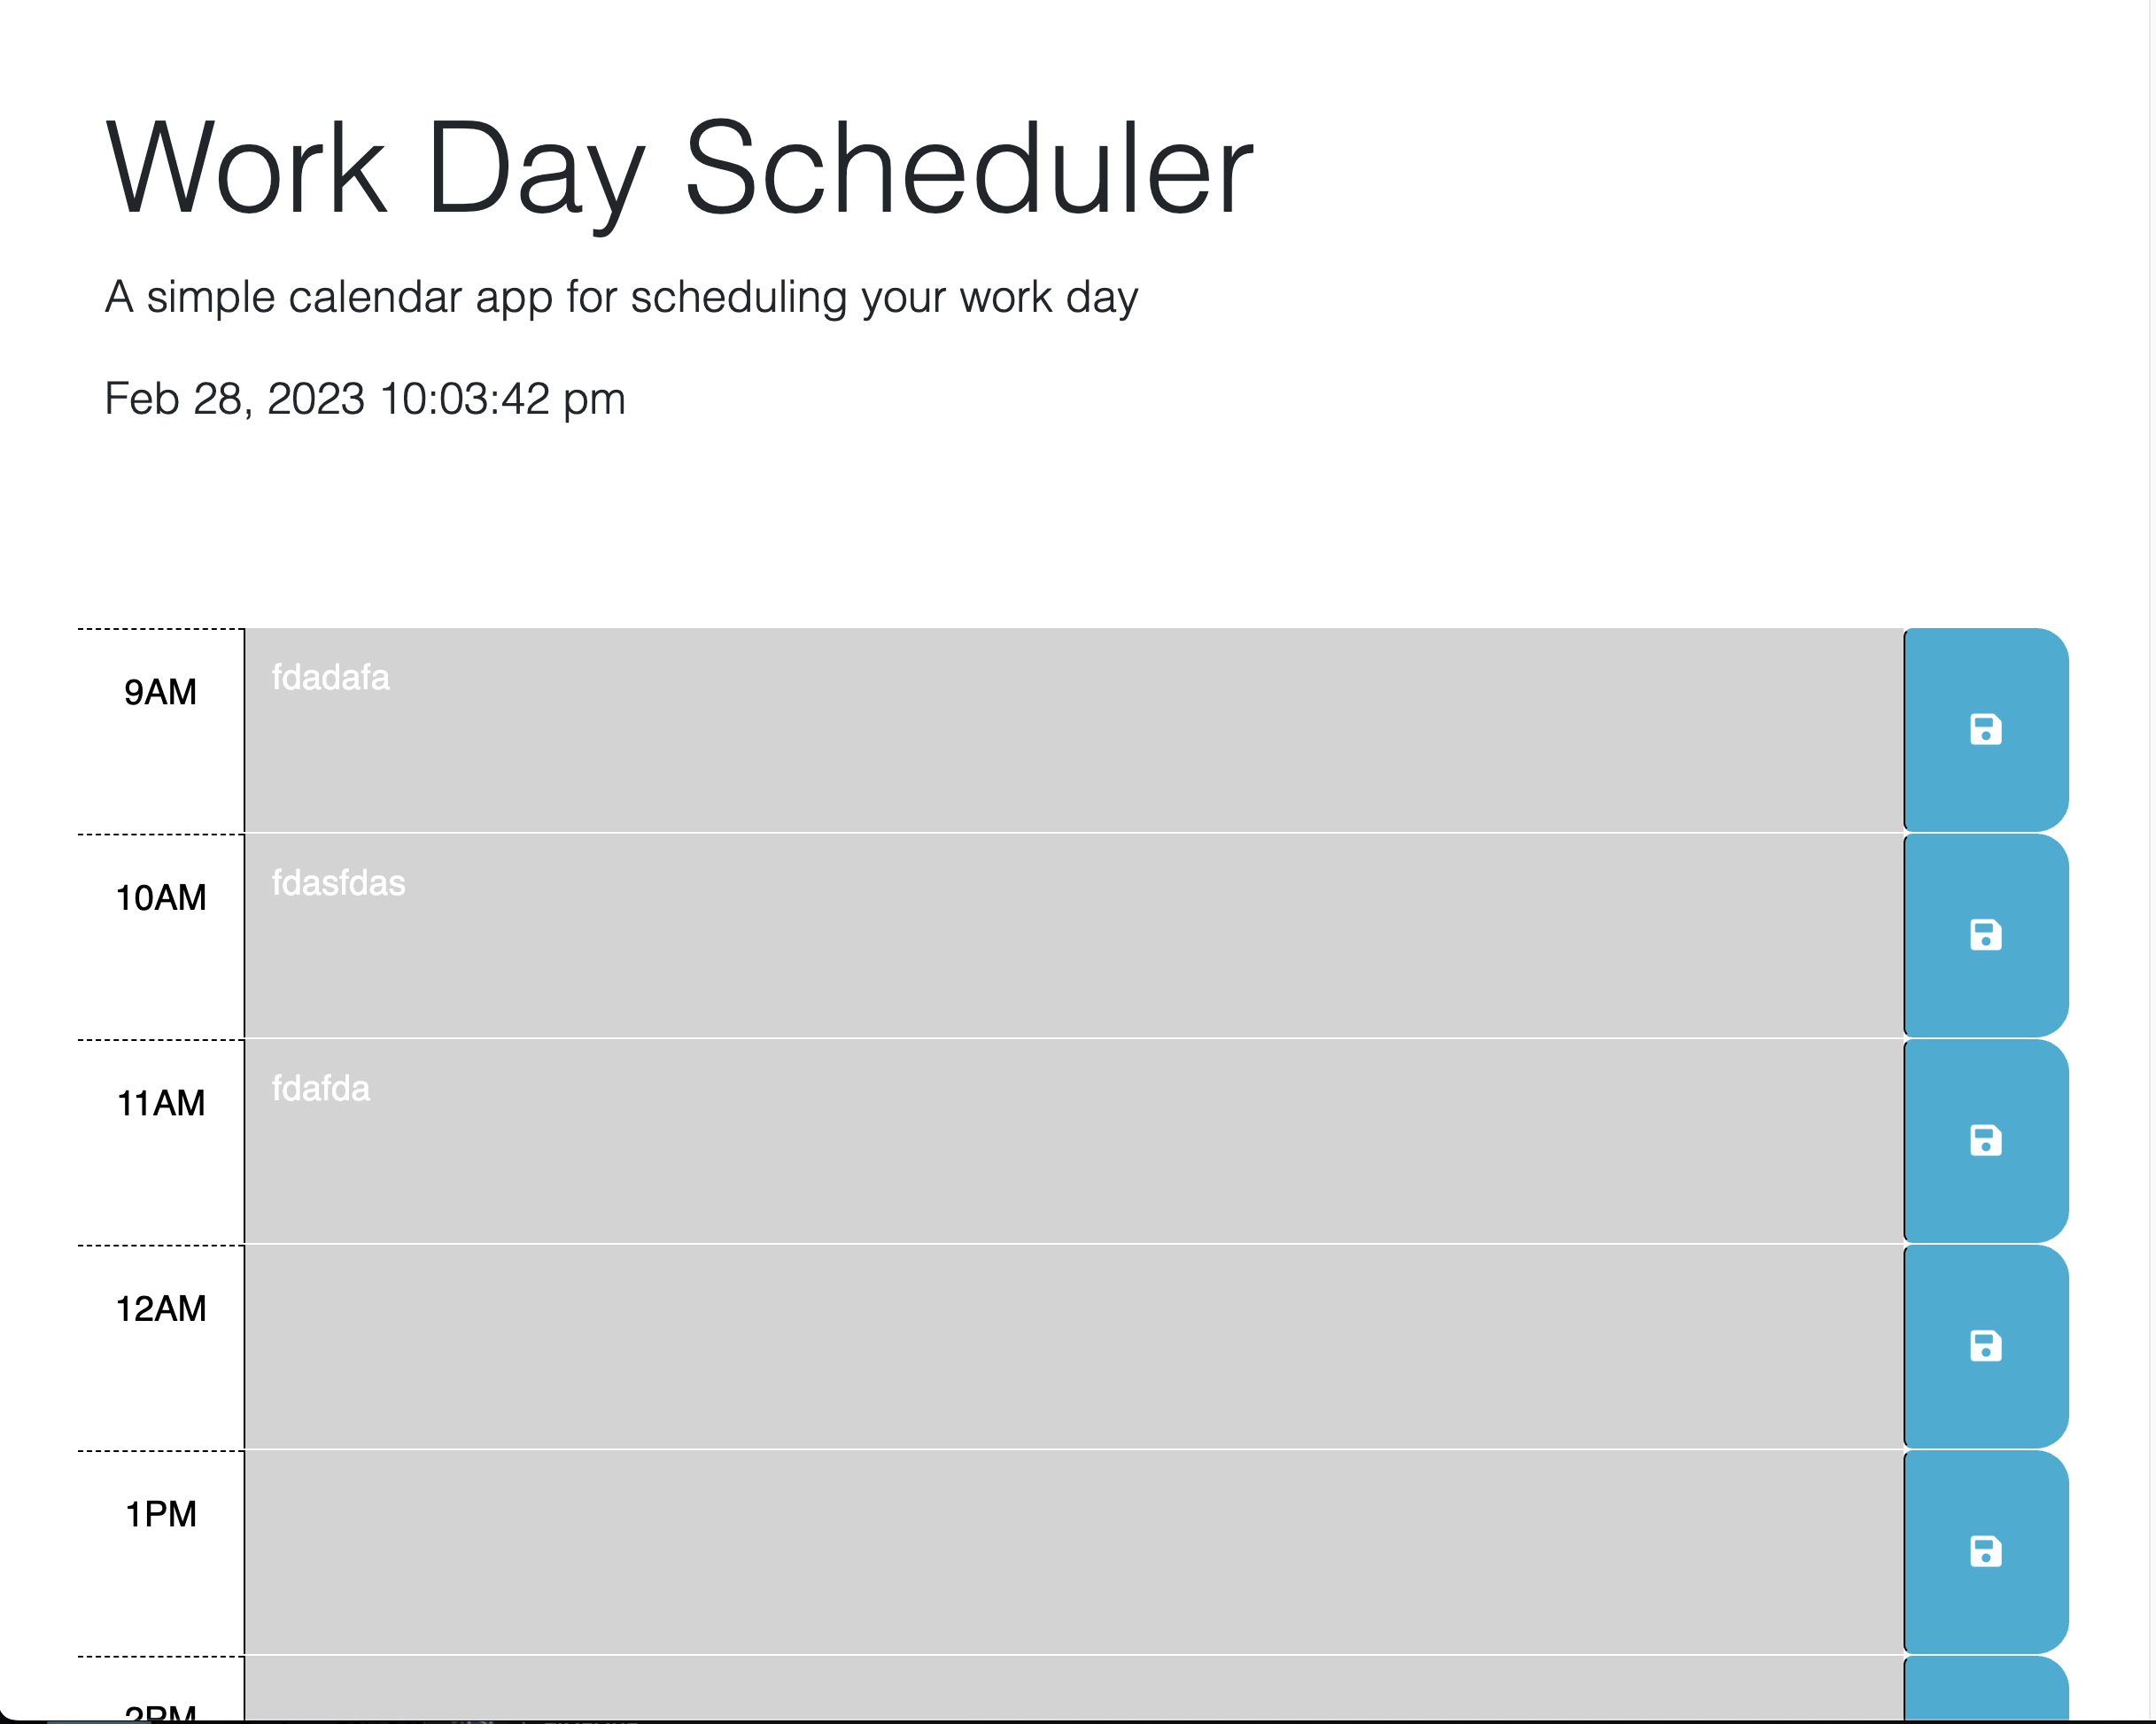 Work Day Scheduler
A simple calendar app for scheduling your work day
Feb 28, 2023 10:03:42 pm
9AM
fdadafa
10AM
fdasfdas
11AM
fdafda
12AM
1PM
2PM